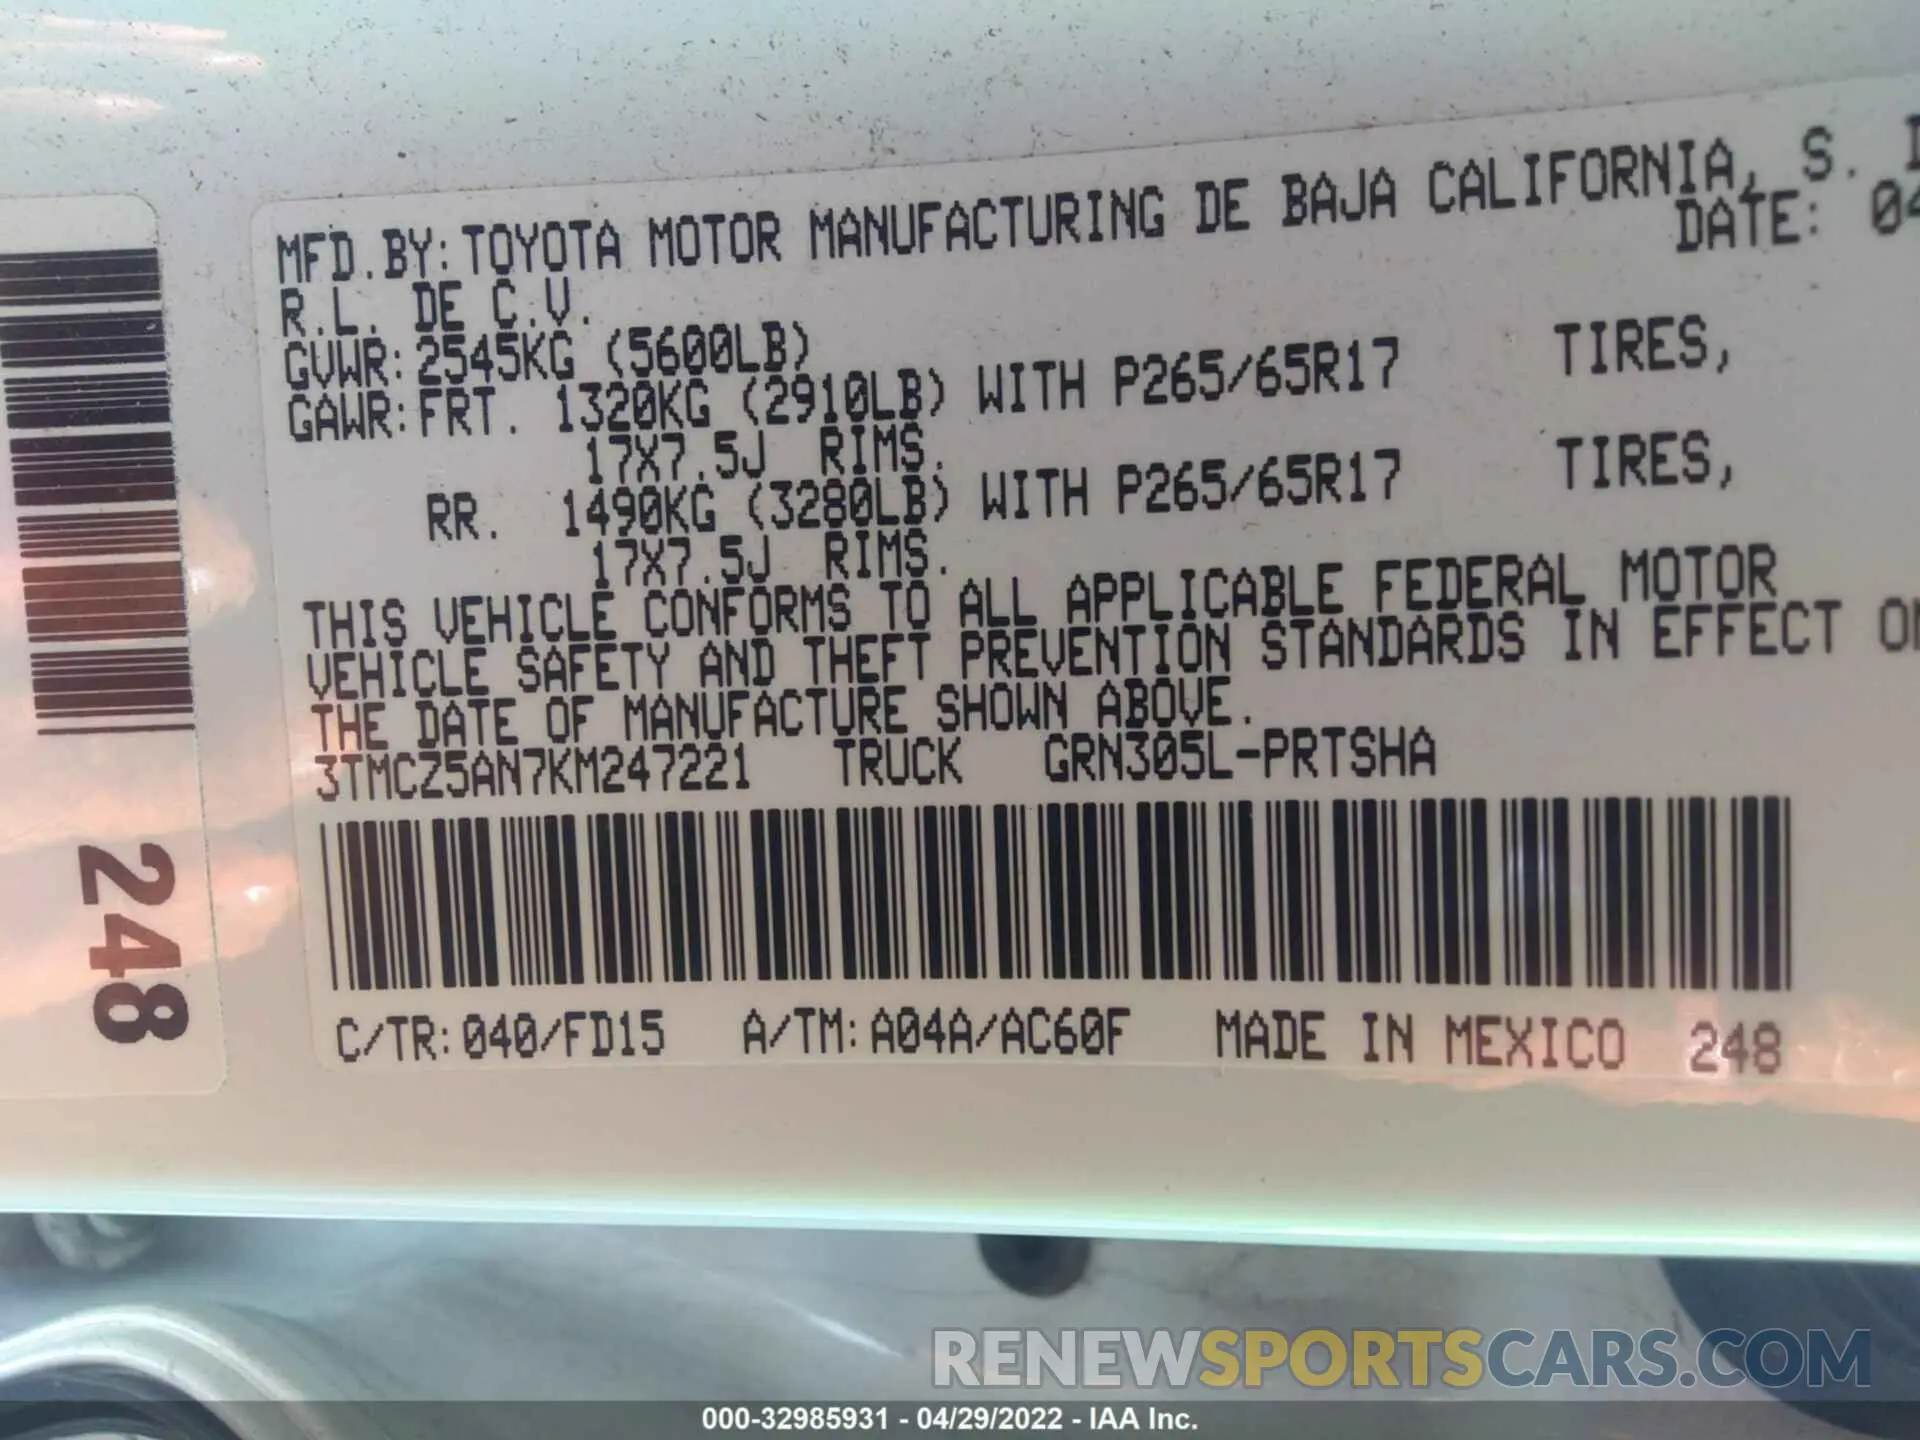 MFD.BY:TOYOTA MOTOR MANUFACTURING DE BAJA CALIFORNIA, S.
R.L. DE C.V. DATE: 04
GVWR:2545KG (5600LB)
GAWR:FRT. 1320KG (2910LB) WITH P265/65R17 TIRES,
17X7.5J RIMS.
RR. 1490KG (3280LB) WITH P265/65R17 TIRES,
17X7.5J RIMS.
THIS VEHICLE CONFORMS TO ALL APPLICABLE FEDERAL MOTOR
VEHICLE SAFETY AND THEFT PREVENTION STANDARDS IN EFFECT
THE DATE OF MANUFACTURE SHOWN ABOVE.
3TMCZ5AN7KM247221 TRUCK GRN305L-PRTSHA
C/TR:040/FD15 A/TM:A04A/AC60F MADE IN MEXICO 248
248
RENEWSPORTSCARS.COM
000-32985931 - 04/29/2022 - IAA Inc.